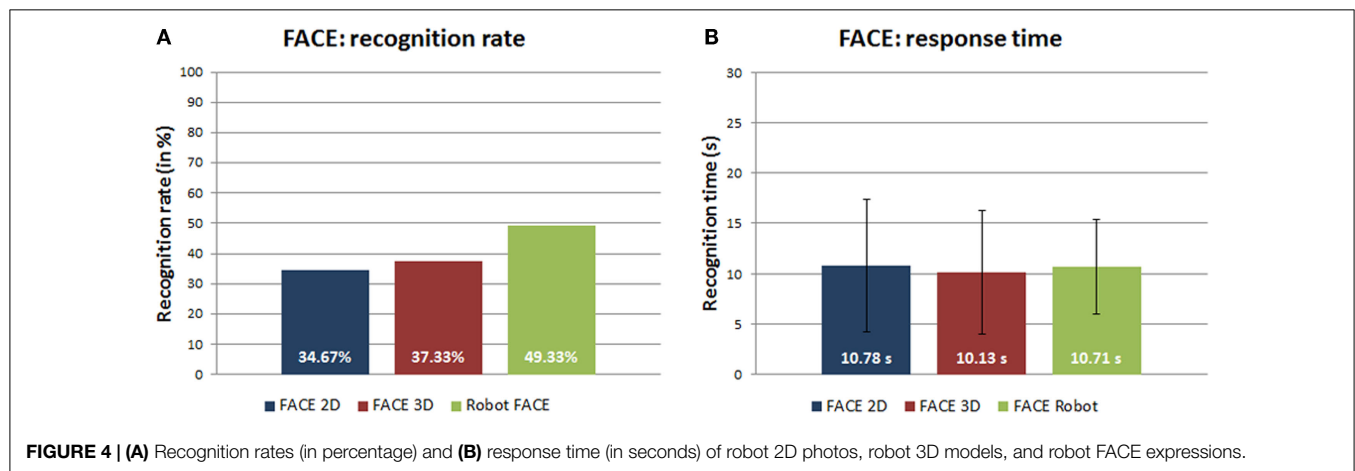 A
FACE: recognition rate
100
90
80
70
60
50
40
30
20
10
0
Recognition rate (in %)
34.67%
37.33%
49.33%
FACE 2D
FACE 3D
Robot FACE
B
FACE: response time
30
25
20
15
10
5
0
Recognition time (s)
10.78 s
10.13 s
10.71 s
FACE 2D
FACE 3D
FACE Robot
FIGURE 4 | (A) Recognition rates (in percentage) and (B) response time (in seconds) of robot 2D photos, robot 3D models, and robot FACE expressions.